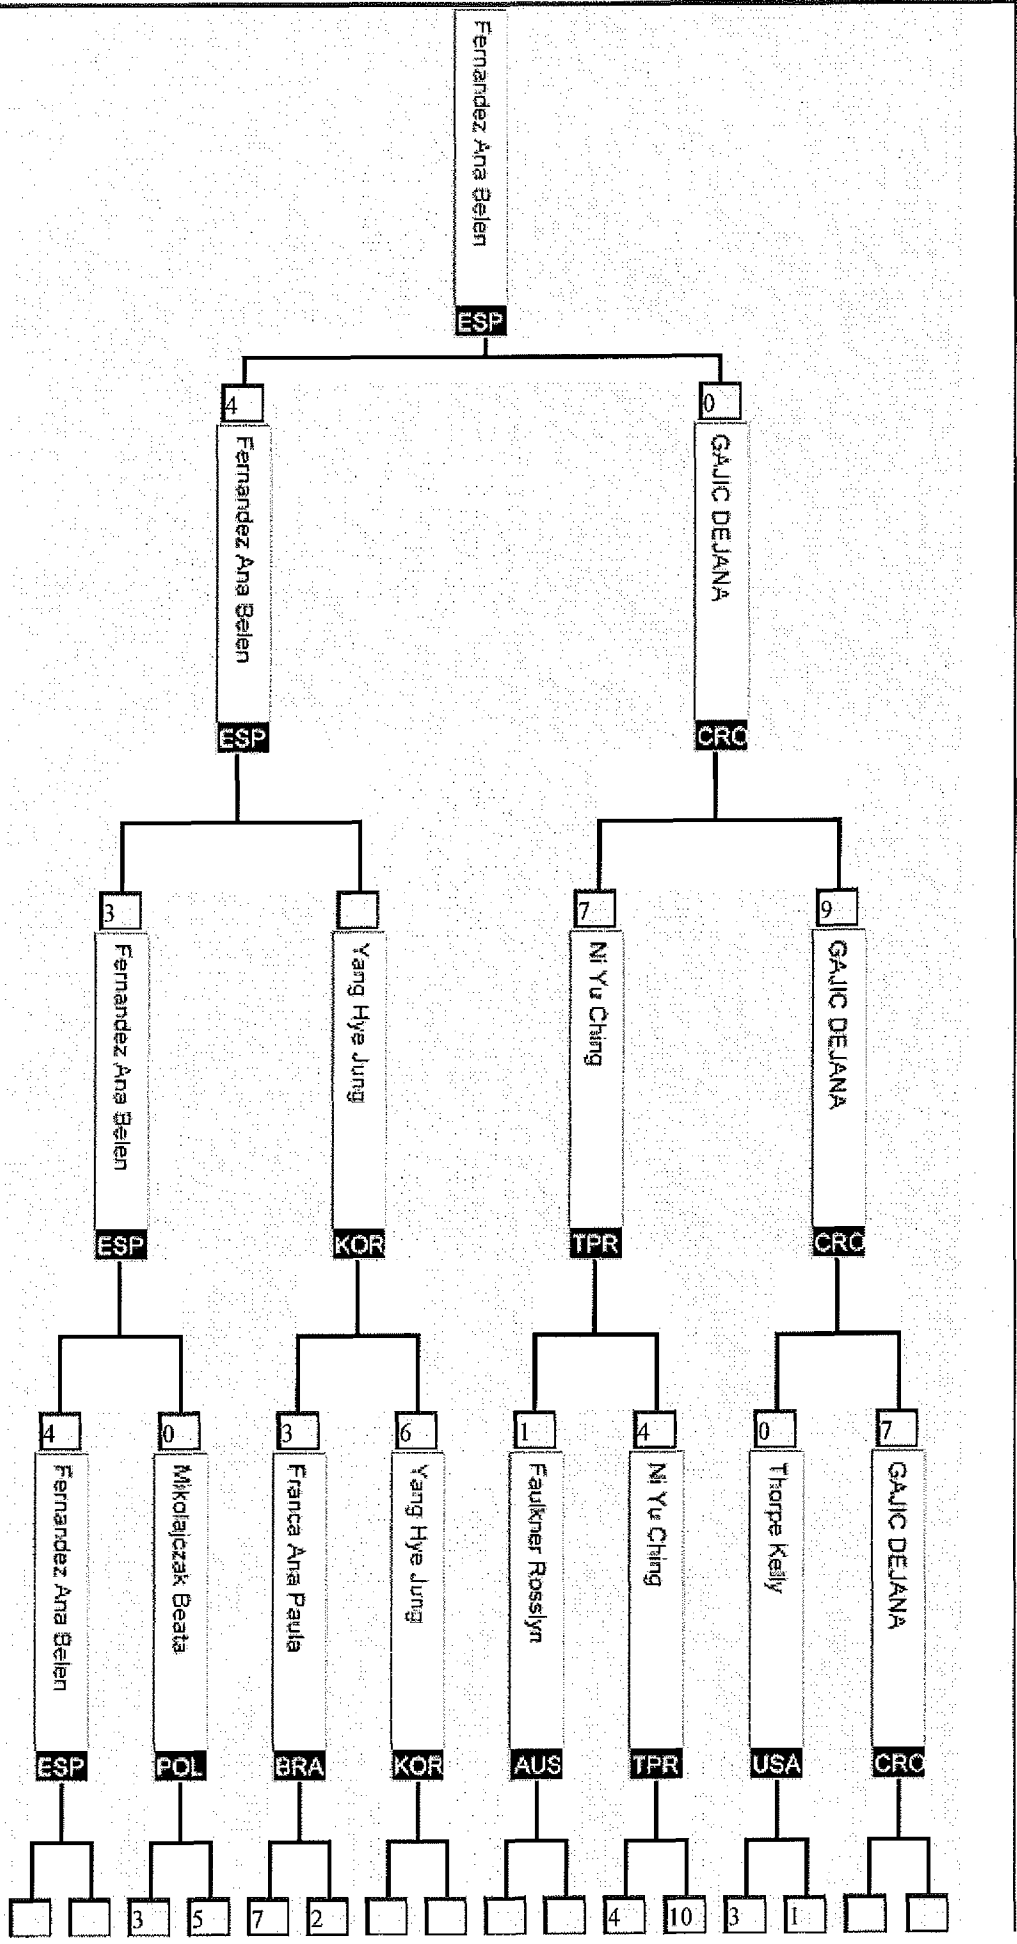 Fernandez Ana Belen
ESP
4
0
Fernandez Ana Belen
GAJIC DEJANA
ESP
CRO
3
7
9
Fernandez Ana Belen
Yang Hye Jung
Ni Yu Ching
GAJIC DEJANA
ESP
KOR
TPR
CRO
4
0
3
6
1
4
0
7
Fernandez Ana Belen
Mikolajczak Beata
Franca Ana Paula
Yang Hye Jung
Faulkner Rosslyn
Ni Yu Ching
Thorpe Kelly
GAJIC DEJANA
ESP
POL
BRA
KOR
AUS
TPR
USA
CRO
3
5
7
2
4
10
3
1